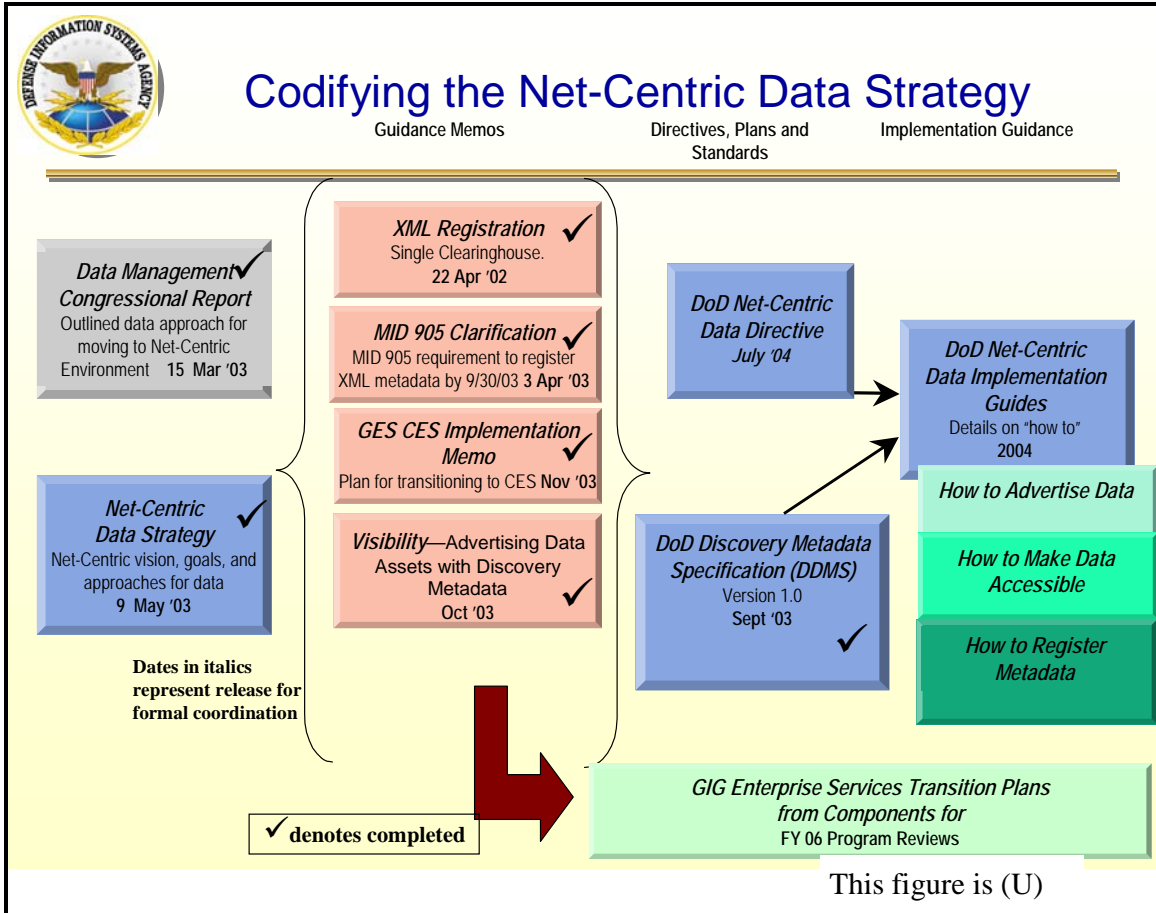 DEFENSE INFORMATION SYSTEMS AGENCY
Codifying the Net-Centric Data Strategy
Guidance Memos
Directives, Plans and
Standards
Implementation Guidance
Data Management
Congressional Report
Outlined data approach for
moving to Net-Centric
Environment 15 Mar '03
Net-Centric
Data Strategy
Net-Centric vision, goals, and
approaches for data
9 May '03
Dates in italics
represent release for
formal coordination
XML Registration
Single Clearinghouse.
22 Apr '02
MID 905 Clarification
MID 905 requirement to register
XML metadata by 9/30/03 3 Apr '03
GES CES Implementation
Memo
Plan for transitioning to CES Nov '03
Visibility—Advertising Data
Assets with Discovery
Metadata
Oct '03
DoD Net-Centric
Data Directive
July '04
DoD Discovery Metadata
Specification (DDMS)
Version 1.0
Sept '03
DoD Net-Centric
Data Implementation
Guides
Details on "how to"
2004
How to Advertise Data
How to Make Data
Accessible
How to Register
Metadata
✓denotes completed
GIG Enterprise Services Transition Plans
from Components for
FY 06 Program Reviews
This figure is (U)